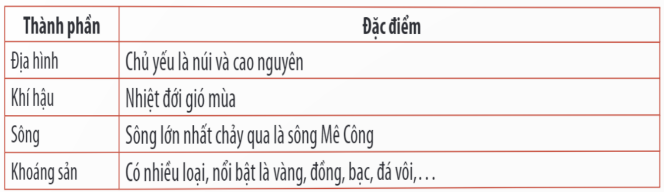 Thành phần Đặc điểm
Địa hình Chủ yếu là núi và cao nguyên
Khí hậu Nhiệt đới gió mùa
Sông Sông lớn nhất chảy qua là sông Mê Công
Khoáng sản Có nhiều loại, nổi bật là vàng, đồng, bạc, đá vôi,...